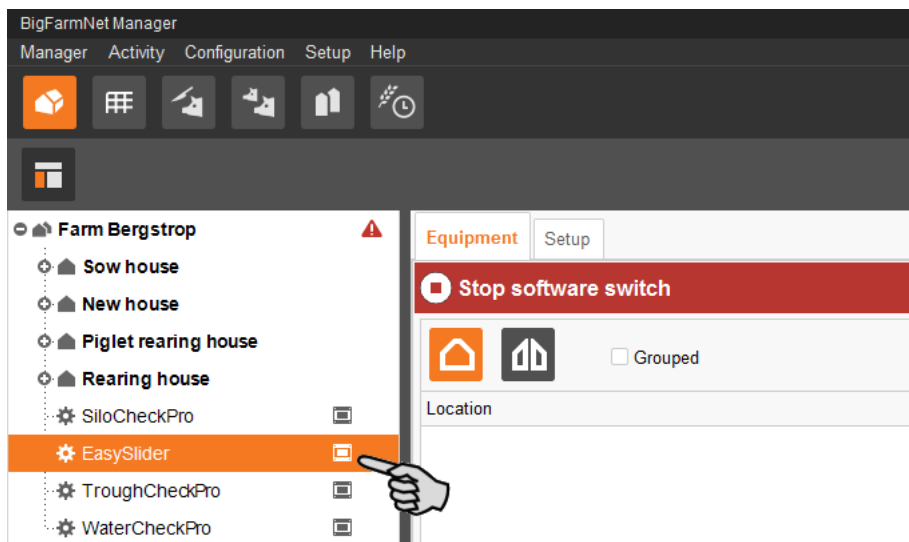 BigFarmNet Manager
Manager Activity Configuration Setup Help
Farm Bergstrop
Sow house
New house
Piglet rearing house
Rearing house
SiloCheckPro
EasySlider
TroughCheckPro
WaterCheckPro
Equipment Setup
Stop software switch
Grouped
Location